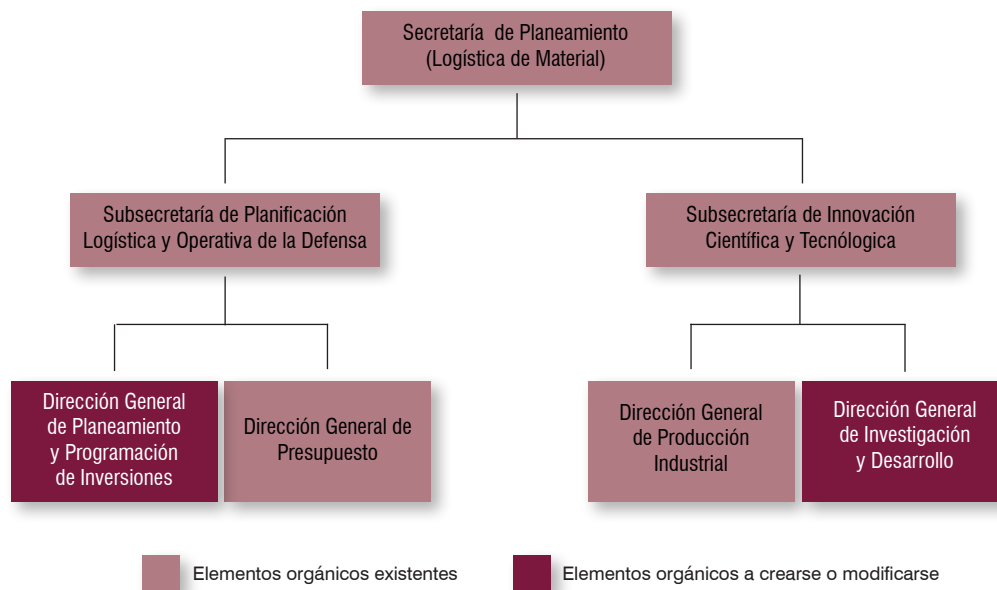 Secretaría de Planeamiento
(Logística de Material)
Subsecretaría de Planificación
Logística y Operativa de la Defensa
Subsecretaría de Innovación
Científica y Tecnólogica
Dirección General
de Planeamiento
y Programación
de Inversiones
Dirección General de
Presupuesto
Dirección General
de Producción
Industrial
Dirección General
de Investigación
y Desarrollo
Elementos orgánicos existentes
Elementos orgánicos a crearse o modificarse